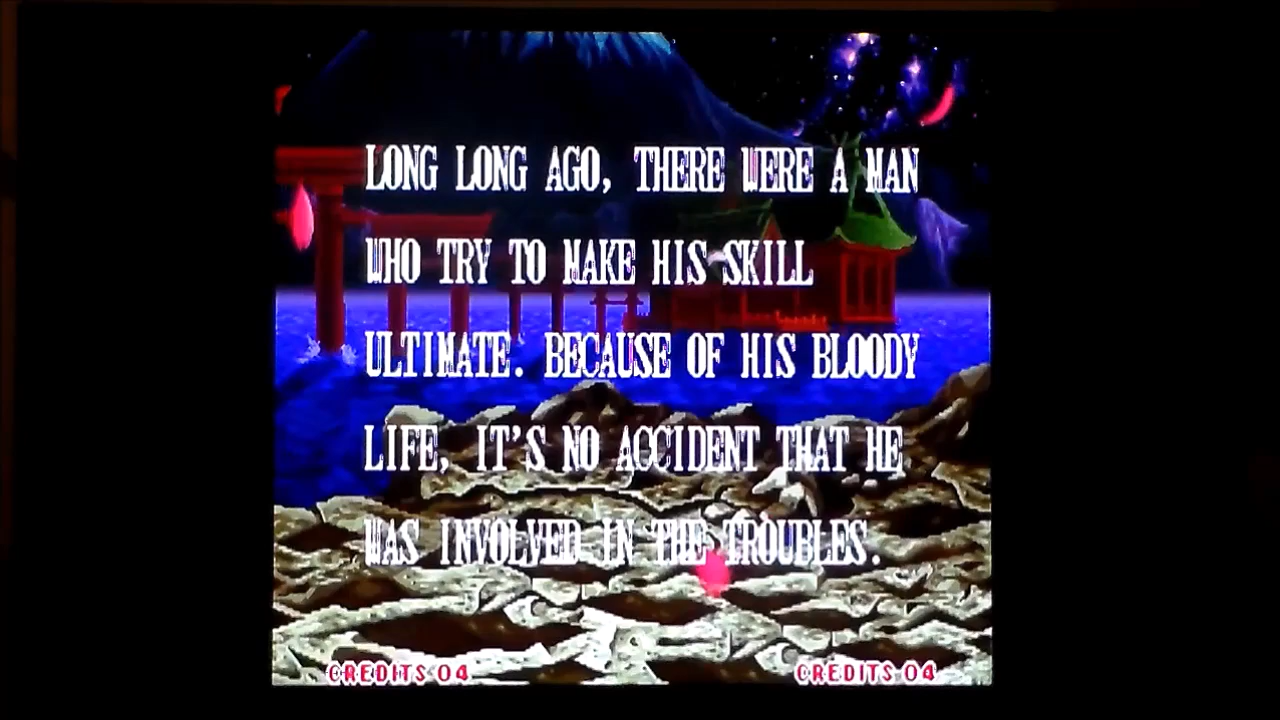 LONG LONG AGO, THERE WERE A MAN
WHO TRY TO MAKE HIS SKILL
ULTIMATE. BECAUSE OF HIS BLOODY
LIFE, IT'S NO ACCIDENT THAT HE
WAS INVOLVED IN THE TROUBLES.
CREDITS 04 CREDITS 04